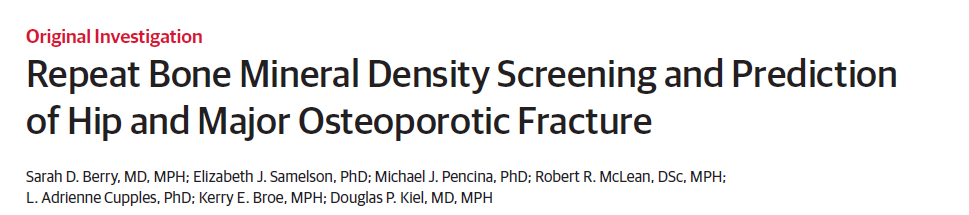 Original Investigation
Repeat Bone Mineral Density Screening and Prediction
of Hip and Major Osteoporotic Fracture
Sarah D. Berry, MD, MPH; Elizabeth J. Samelson, PhD; Michael J. Pencina, PhD; Robert R. McLean, DSc, MPH;
L. Adrienne Cupples, PhD; Kerry E. Broe, MPH; Douglas P. Kiel, MD, MPH